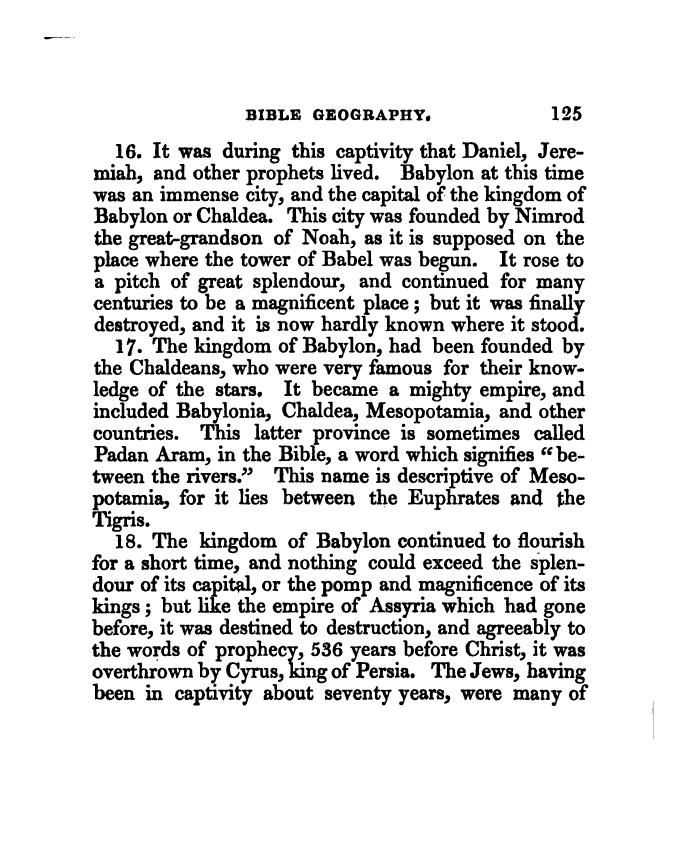 BIBLE GEOGRAPHY. 125
16. It was during this captivity that Daniel, Jere-
miah, and other prophets lived. Babylon at this time
was an immense city, and the capital of the kingdom of
Babylon or Chaldea. This city was founded by Nimrod
the great-grandson of Noah, as it is supposed on the
place where the tower of Babel was begun. It rose to
a pitch of great splendour, and continued for many
centuries to be a magnificent place; but it was finally
destroyed, and it is now hardly known where it stood.
17. The kingdom of Babylon, had been founded by
the Chaldeans, who were very famous for their know-
ledge of the stars. It became a mighty empire, and
included Babylonia, Chaldea, Mesopotamia, and other
countries. This latter province is sometimes called
Padan Aram, in the Bible, a word which signifies "be-
tween the rivers." This name is descriptive of Meso-
potamia, for it lies between the Euphrates and the
Tigris.
18. The kingdom of Babylon continued to flourish
for a short time, and nothing could exceed the splen-
dour of its capital, or the pomp and magnificence of its
kings; but like the empire of Assyria which had gone
before, it was destined to destruction, and agreeably to
the words of prophecy, 536 years before Christ, it was
overthrown by Cyrus, king of Persia. The Jews, having
been in captivity about seventy years, were many of